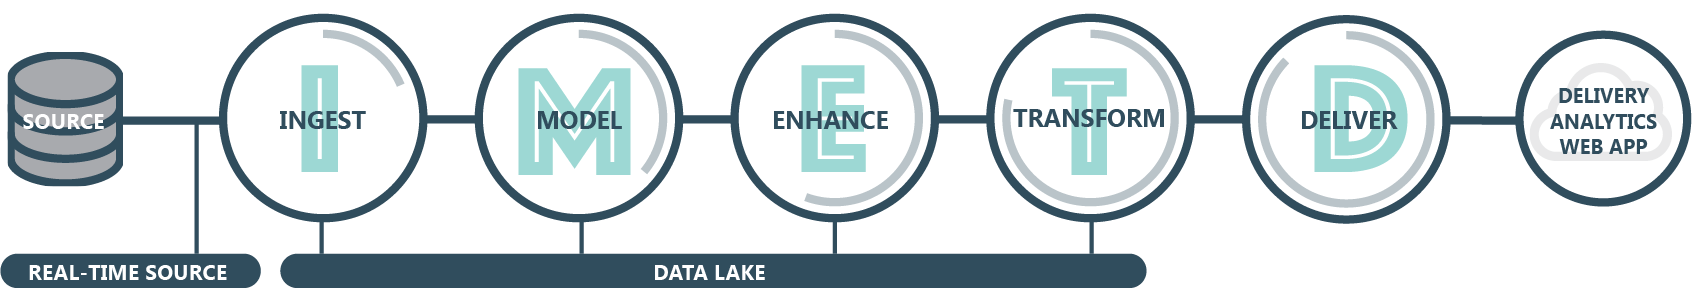 SOURCE
I
INGEST
M
MODEL
E
ENHANCE
T
TRANSFORM
D
DELIVER
DELIVERY
ANALYTICS
WEB APP
REAL-TIME SOURCE
DATA LAKE